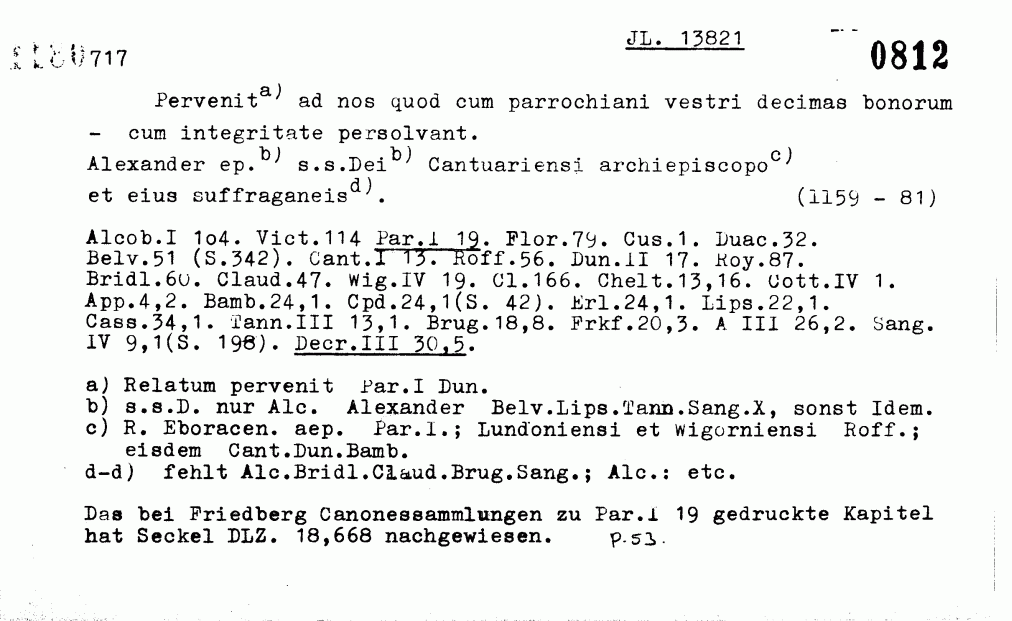 JL. 13821
717 0812
Pervenit a) ad nos quod cum parrochiani vestri decimas bonorum
- cum integritate persolvant.
Alexander ep. b) s.s.Dei b) Cantuariensi archiepiscopo c)
et eius suffraganeis d). (1159 - 81)
Alcob.I 1o4. Vict.114 Par.I 19. Flor.79. Cus.1. Duac.32.
Belv.51 (S.342). Cant.I 13. Roff.56. Dun.II 17. Roy.87.
Bridl.60. Claud.47. Wig.IV 19. Cl.166. Chelt.13,16. Cott.IV 1.
App.4,2. Bamb.24,1. Cpd.24,1(S. 42). Erl.24,1. Lips.22,1.
Cass.34,1. Tann.III 13,1. Brug.18,8. Frkf.20,3. A III 26,2. Sang.
IV 9,1(S. 198). Decr.III 30,5.
a) Relatum pervenit Par.I Dun.
b) s.s.D. nur Alc. Alexander Belv.Lips.Tann.Sang.X, sonst Idem.
c) R. Eboracen. aep. Par.I.; Lundoniensi et Wigorniensi Roff.;
eisdem Cant.Dun.Bamb.
d-d) fehlt Alc.Bridl.Claud.Brug.Sang.; Alc.: etc.
Das bei Friedberg Canonessammlungen zu Par.I 19 gedruckte Kapitel
hat Seckel DLZ. 18,668 nachgewiesen. p.53.